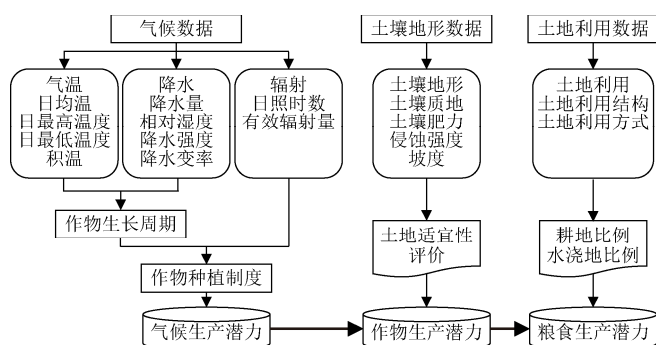 气候数据
土壤地形数据
土地利用数据
气温
日均温
日最高温度
日最低温度
积温
降水
降水量
相对湿度
降水强度
降水变率
辐射
日照时数
有效辐射量
土壤地形
土壤质地
土壤肥力
侵蚀强度
坡度
土地利用
土地利用结构
土地利用方式
作物生长周期
作物种植制度
土地适宜性
评价
耕地比例
水浇地比例
气候生产潜力
作物生产潜力
粮食生产潜力